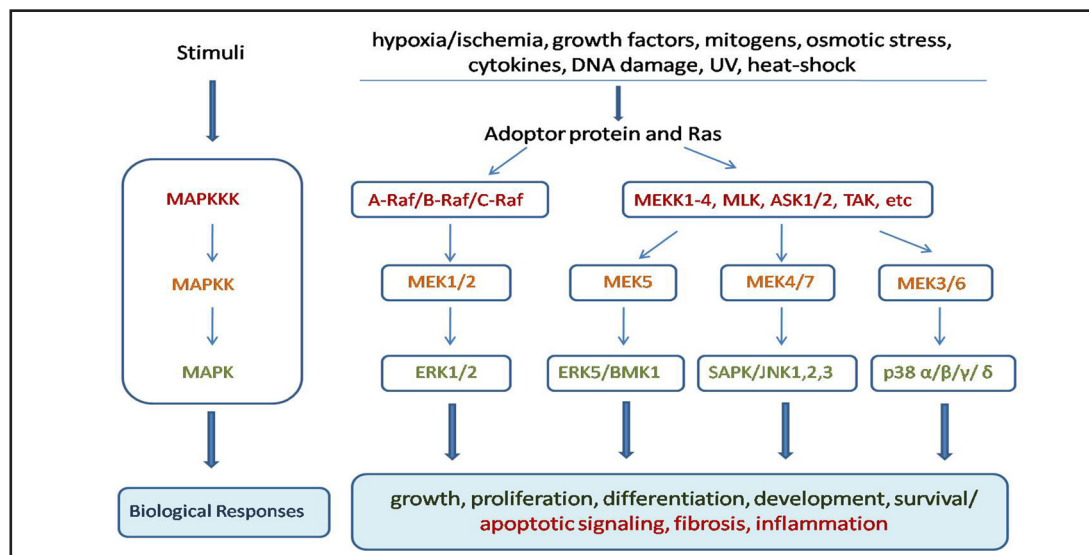 Stimuli
hypoxia/ischemia, growth factors, mitogens, osmotic stress,
cytokines, DNA damage, UV, heat-shock
Adoptor protein and Ras
MAPKKK
A-Raf/B-Raf/C-Raf
MEKK1-4, MLK, ASK1/2, TAK, etc
MAPKK
MEK1/2
MEK5
MEK4/7
MEK3/6
MAPK
ERK1/2
ERK5/BMK1
SAPK/JNK1,2,3
p38 α/β/γ/ δ
Biological Responses
growth, proliferation, differentiation, development, survival/
apoptotic signaling, fibrosis, inflammation